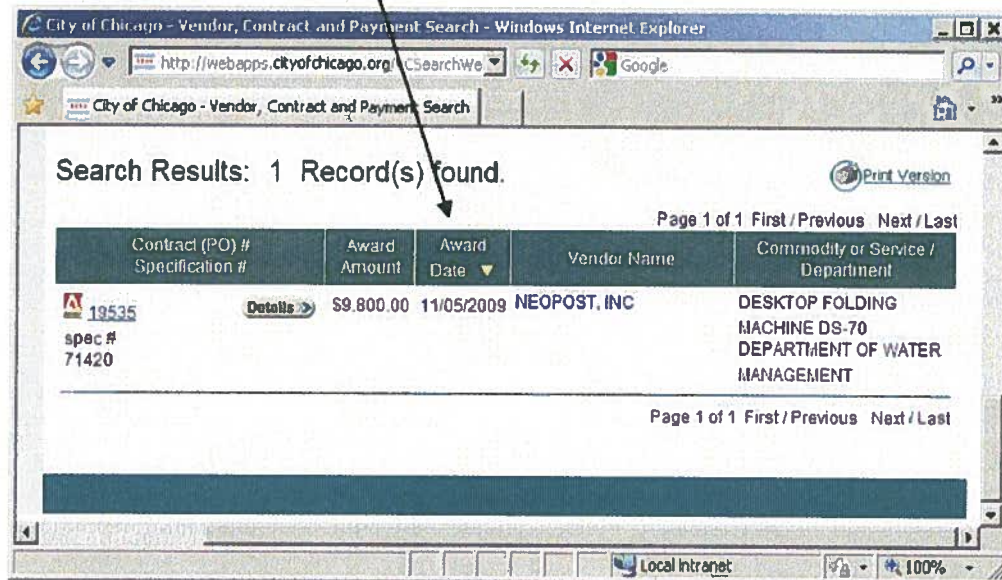 City of Chicago - Vendor, Contract and Payment Search - Windows Internet Explorer
http://webapps.cityofchicago.org/ CSearchWe
Google
City of Chicago - Vendor, Contract and Payment Search
Search Results: 1 Record(s) found.
Print Version
Page 1 of 1 First / Previous Next / Last
Contract (PO) #
Specification #
Award
Amount
Award
Date ▼
Vendor Name
Commodity or Service /
Department
19535
Details
$9,800.00
11/05/2009
NEOPOST, INC
DESKTOP FOLDING
MACHINE DS-70
DEPARTMENT OF WATER
MANAGEMENT
spec #
71420
Page 1 of 1 First / Previous Next / Last
Local intranet
100%